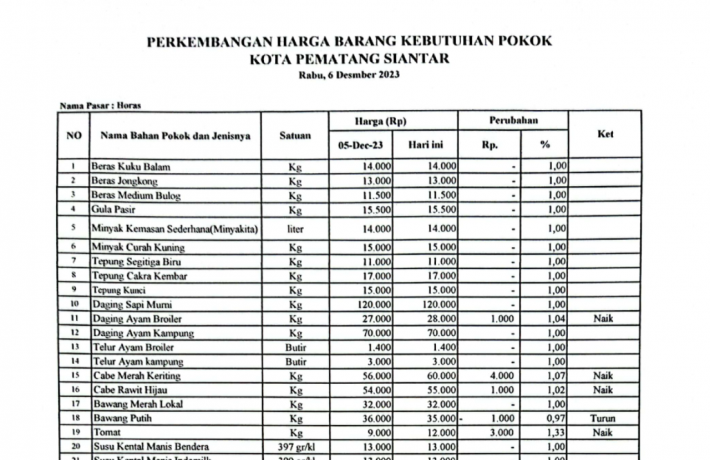 PERKEMBANGAN HARGA BARANG KEBUTUHAN POKOK
KOTA PEMATANG SIANTAR
Rabu, 6 Desmber 2023
Nama Pasar : Horas
NO Nama Bahan Pokok dan Jenisnya Satuan Harga (Rp) Perubahan Ket
05-Dec-23 Hari ini Rp. %
1 Beras Kuku Balam Kg 14.000 14.000 - 1,00
2 Beras Jongkong Kg 13.000 13.000 - 1,00
3 Beras Medium Bulog Kg 11.500 11.500 - 1,00
4 Gula Pasir Kg 15.500 15.500 - 1,00
5 Minyak Kemasan Sederhana(Minyakita) liter 14.000 14.000 - 1,00
6 Minyak Curah Kuning Kg 15.000 15.000 - 1,00
7 Tepung Segitiga Biru Kg 11.000 11.000 - 1,00
8 Tepung Cakra Kembar Kg 17.000 17.000 - 1,00
9 Tepung Kunci Kg 15.000 15.000 - 1,00
10 Daging Sapi Murni Kg 120.000 120.000 - 1,00
11 Daging Ayam Broiler Kg 27.000 28.000 1.000 1,04 Naik
12 Daging Ayam Kampung Kg 70.000 70.000 - 1,00
13 Telur Ayam Broiler Butir 1.400 1.400 - 1,00
14 Telur Ayam kampung Butir 3.000 3.000 - 1,00
15 Cabe Merah Keriting Kg 56.000 60.000 4.000 1,07 Naik
16 Cabe Rawit Hijau Kg 54.000 55.000 1.000 1,02 Naik
17 Bawang Merah Lokal Kg 32.000 32.000 - 1,00
18 Bawang Putih Kg 36.000 35.000 - 1.000 0,97 Turun
19 Tomat Kg 9.000 12.000 3.000 1,33 Naik
20 Susu Kental Manis Bendera 397 gr/kl 13.000 13.000 - 1,00